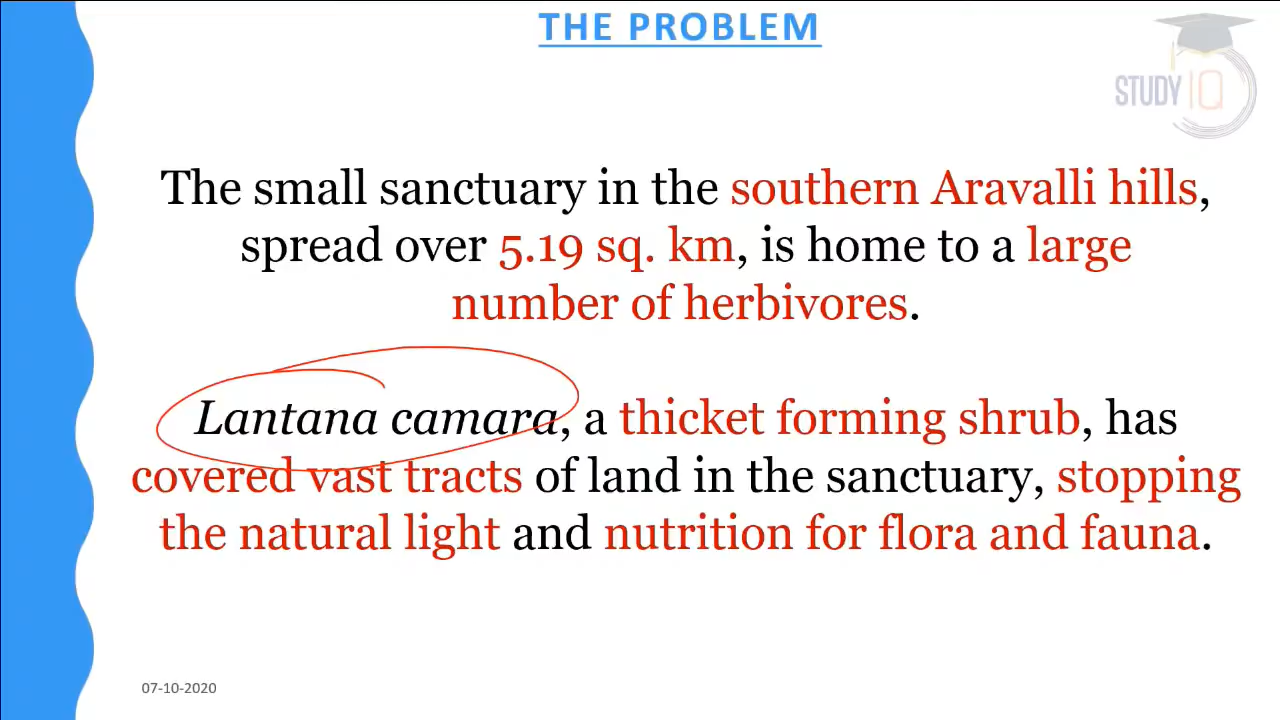 THE PROBLEM
STUDY IQ
The small sanctuary in the southern Aravalli hills,
spread over 5.19 sq. km, is home to a large
number of herbivores.
Lantana camara, a thicket forming shrub, has
covered vast tracts of land in the sanctuary, stopping
the natural light and nutrition for flora and fauna.
07-10-2020